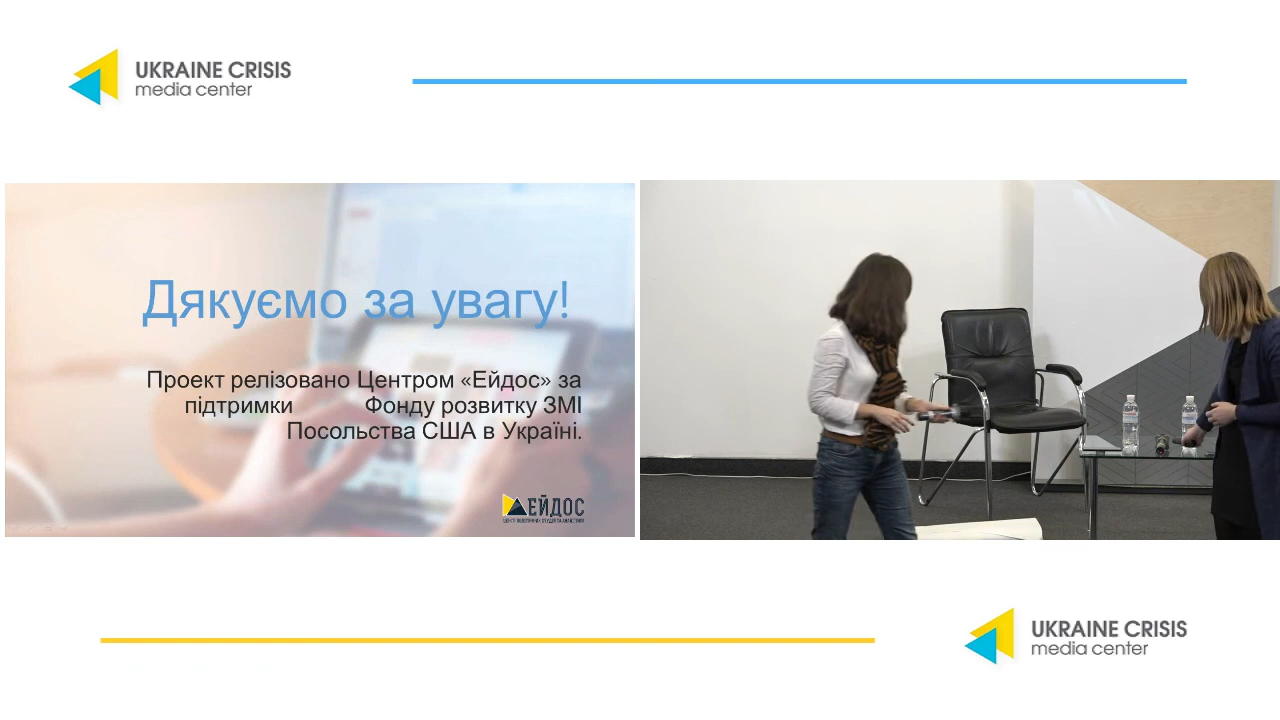 UKRAINE CRISIS
media center
Дякуємо за увагу!
Проект релізовано Центром «Ейдос» за
підтримки Фонду розвитку ЗМІ
Посольства США в Україні.
ЕЙДОС
UKRAINE CRISIS
media center